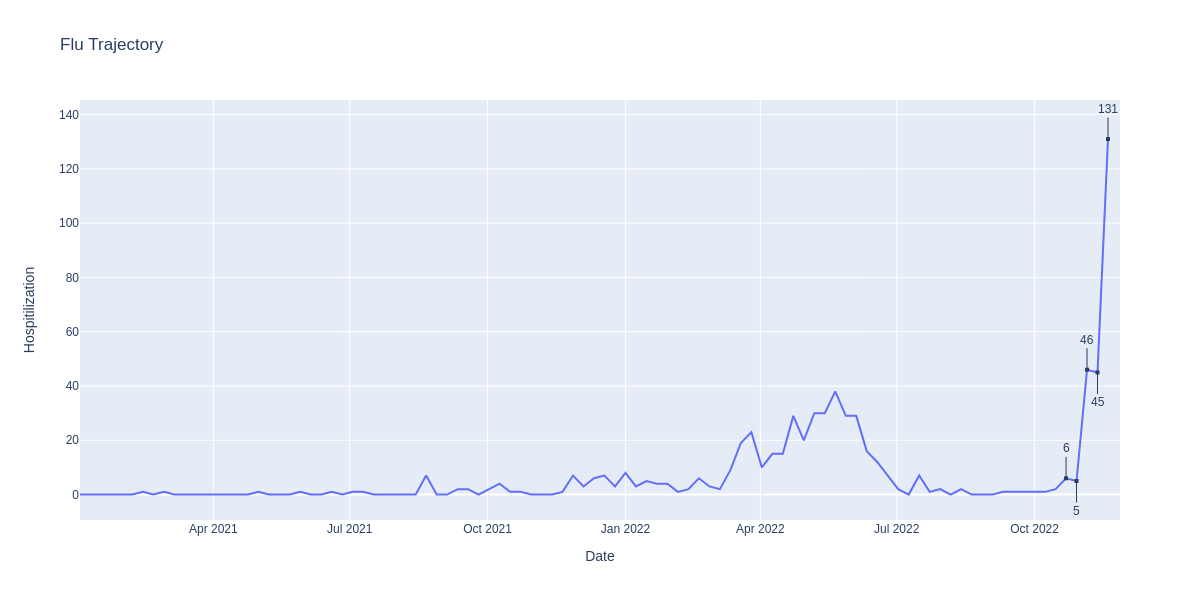 Flu Trajectory
140
120
100
80
60
40
20
0
Hospitilization
131
46
45
6
5
Apr 2021
Jul 2021
Oct 2021
Jan 2022
Apr 2022
Jul 2022
Oct 2022
Date